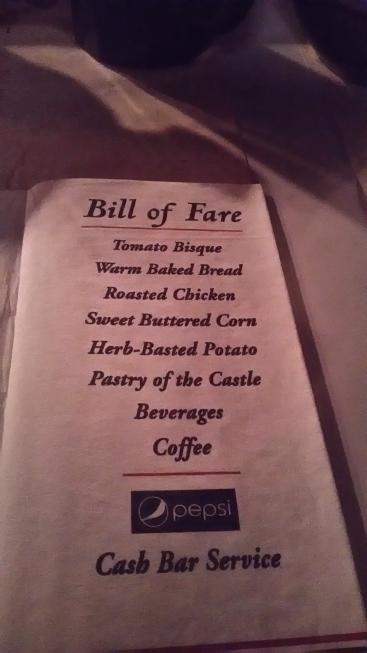 Bill of Fare
Tomato Bisque
Warm Baked Bread
Roasted Chicken
Sweet Buttered Corn
Herb-Basted Potato
Pastry of the Castle
Beverages
Coffee
pepsi
Cash Bar Service